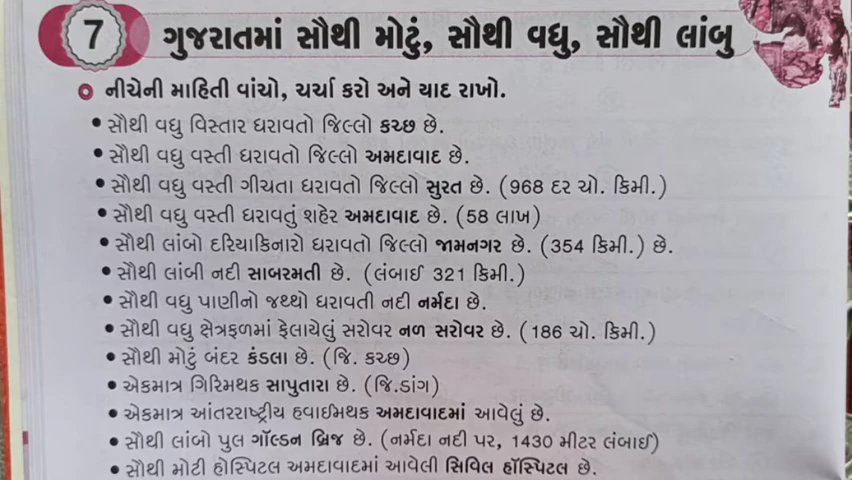 7 ગુજરાતમાં સૌથી મોટું, સૌથી વધુ, સૌથી લાંબુ
નીચેની માહિતી વાંચો, ચર્ચા કરો અને યાદ રાખો.
• સૌથી વધુ વિસ્તાર ધરાવતો જિલ્લો કચ્છ છે.
• સૌથી વધુ વસ્તી ધરાવતો જિલ્લો અમદાવાદ છે.
• સૌથી વધુ વસ્તી ગીચતા ધરાવતો જિલ્લો સુરત છે. (968 દર ચો. કિમી.)
• સૌથી વધુ વસ્તી ધરાવતું શહેર અમદાવાદ છે. (58 લાખ)
• સૌથી લાંબો દરિયાકિનારો ધરાવતો જિલ્લો જામનગર છે. (354 કિમી.) છે.
• સૌથી લાંબી નદી સાબરમતી છે. (લંબાઈ 321 કિમી.)
• સૌથી વધુ પાણીનો જથ્થો ધરાવતી નદી નર્મદા છે.
• સૌથી વધુ ક્ષેત્રફળમાં ફેલાયેલું સરોવર નળ સરોવર છે. (186 ચો. કિમી.)
• સૌથી મોટું બંદર કંડલા છે. (જિ. કચ્છ)
• એકમાત્ર ગિરિમથક સાપુતારા છે. (જિ.ડાંગ)
• એકમાત્ર આંતરરાષ્ટ્રીય હવાઈમથક અમદાવાદમાં આવેલું છે.
• સૌથી લાંબો પુલ ગૉલ્ડન બ્રિજ છે. (નર્મદા નદી પર, 1430 મીટર લંબાઈ)
• સૌથી મોટી હોસ્પિટલ અમદાવાદમાં આવેલી સિવિલ હૉસ્પિટલ છે.